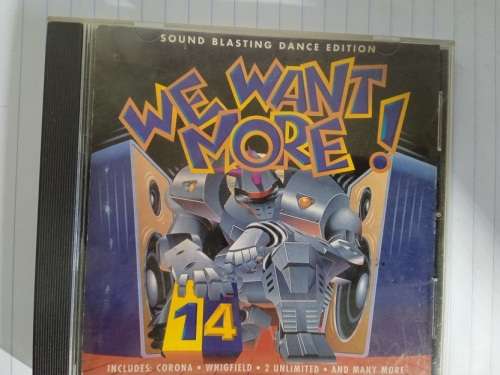 SOUND BLASTING DANCE EDITION
WE WANT
MORE!
14
INCLUDES: CORONA • WHIGFIELD • 2 UNLIMITED • AND MANY MORE